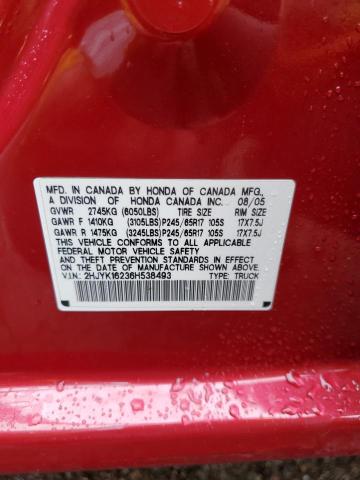 MFD. IN CANADA BY HONDA OF CANADA MFG.,
A DIVISION OF HONDA CANADA INC. 08/05
GVWR 2745KG (6050LBS) TIRE SIZE RIM SIZE
GAWR F 1410KG (3105LBS)P245/65R17 105S 17X7.5J
GAWR R 1475KG (3245LBS)P245/65R17 105S 17X7.5J
THIS VEHICLE CONFORMS TO ALL APPLICABLE
FEDERAL MOTOR VEHICLE SAFETY
AND THEFT PREVENTION STANDARDS IN EFFECT
ON THE DATE OF MANUFACTURE SHOWN ABOVE.
V.I.N.: 2HJYK16236H538493 TYPE: TRUCK